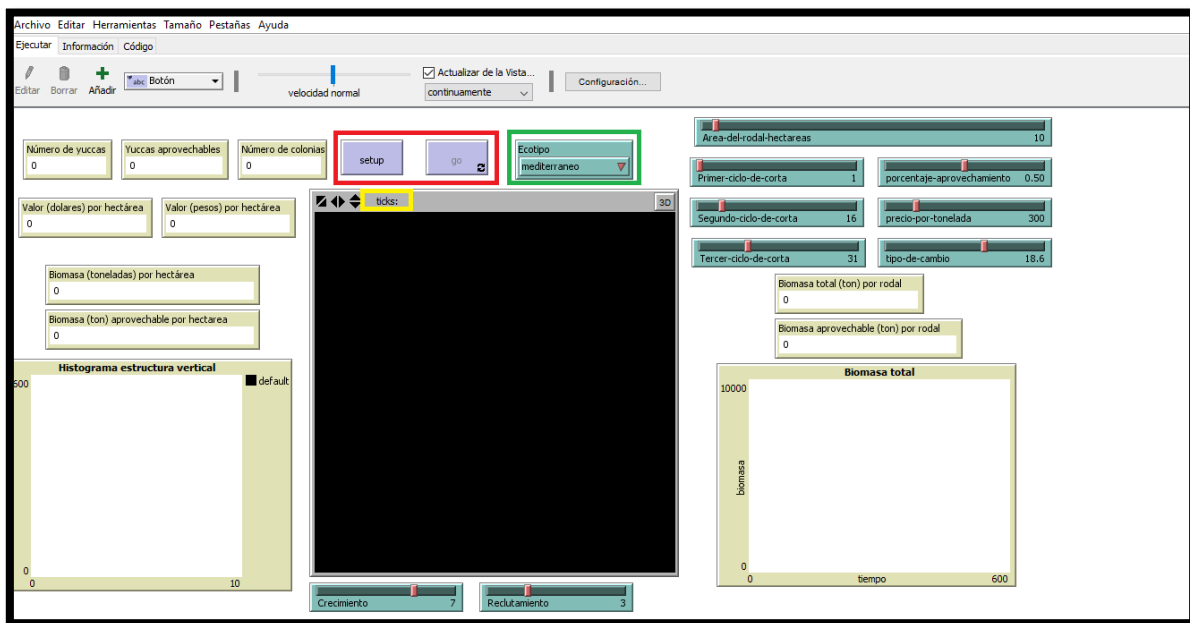 Archivo Editar Herramientas Tamaño Pestañas Ayuda
Ejecutar Información Código
Editar Borrar Añadir
abc Botón
velocidad normal
Actualizar de la Vista...
continuamente
Configuración...
Número de yuccas
0
Yuccas aprovechables
0
Número de colonias
0
setup
go
Ecotipo
mediterraneo
Area-del-rodal-hectareas 10
Primer-ciclo-de-corta 1
porcentaje-aprovechamiento 0.50
Valor (dolares) por hectárea
0
Valor (pesos) por hectárea
0
ticks:
3D
Segundo-ciclo-de-corta 16
precio-por-tonelada 300
Tercer-ciclo-de-corta 31
tipo-de-cambio 18.6
Biomasa (toneladas) por hectárea
0
Biomasa (ton) aprovechable por hectarea
0
Biomasa total (ton) por rodal
0
Biomasa aprovechable (ton) por rodal
0
Histograma estructura vertical
600
default
0
0 10
Biomasa total
10000
biomasa
0
0 tiempo 600
Crecimiento 7
Reclutamiento 3